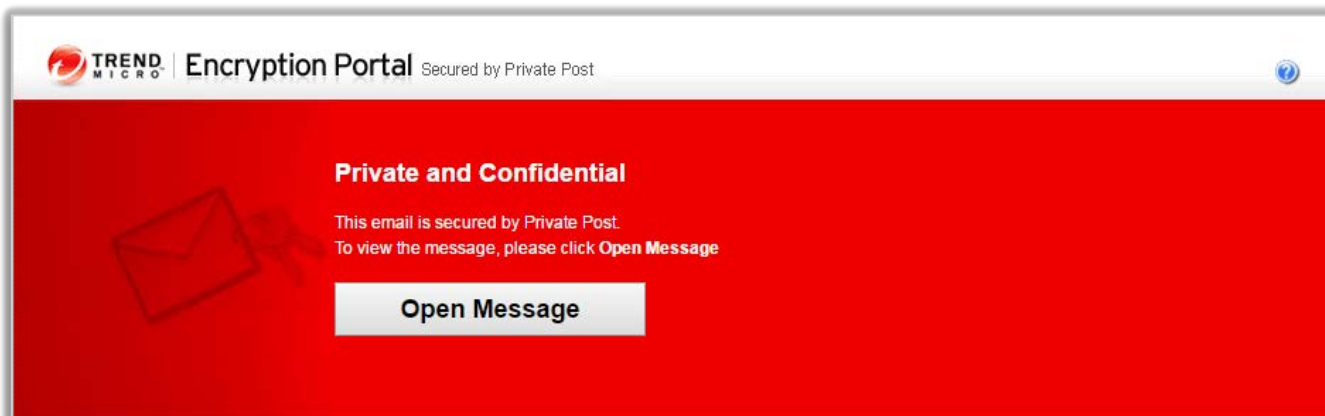 TREND MICRO Encryption Portal Secured by Private Post
?
Private and Confidential
This email is secured by Private Post.
To view the message, please click Open Message
Open Message